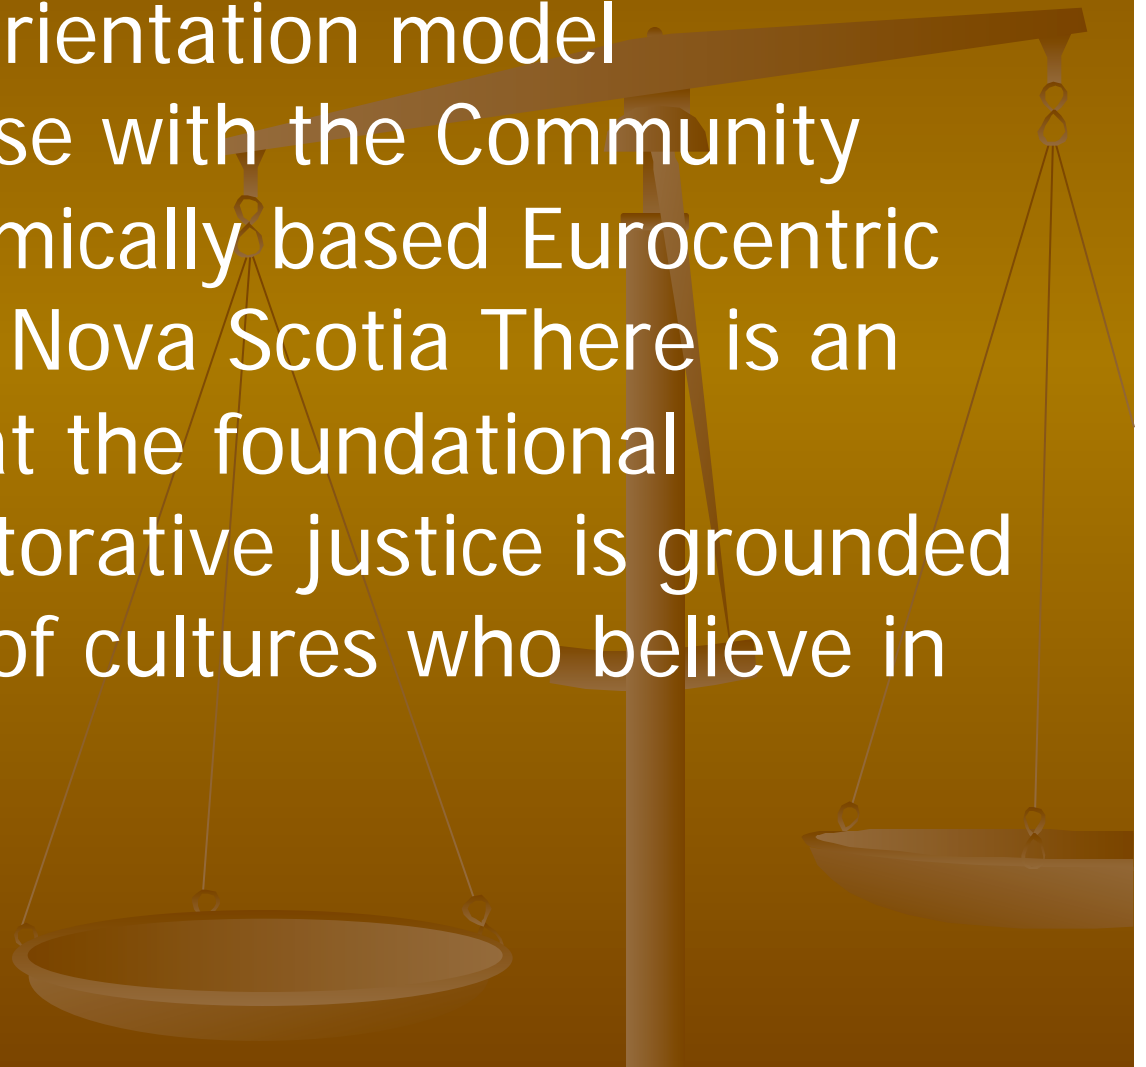 rientation model
se with the Community
mically based Eurocentric
Nova Scotia There is an
at the foundational
torative justice is grounded
of cultures who believe in